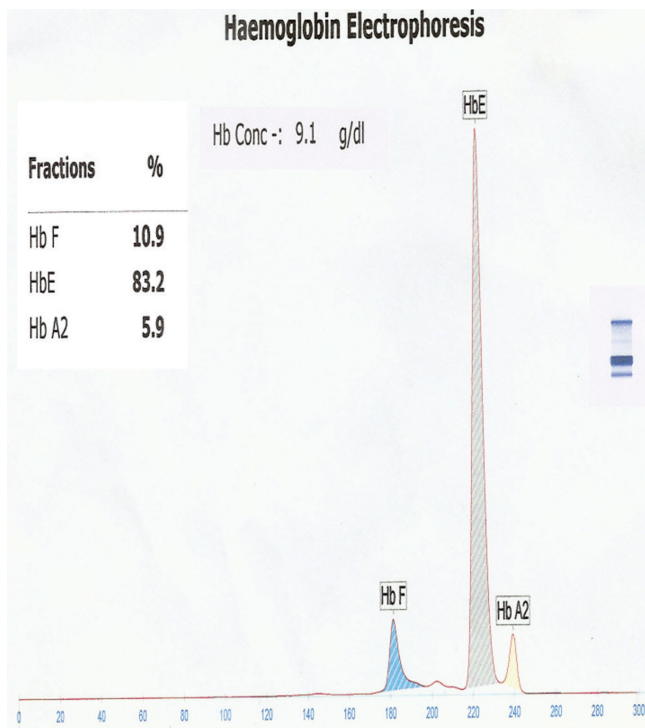 Haemoglobin Electrophoresis
Hb Conc -: 9.1 g/dl
Fractions %
Hb F 10.9
HbE 83.2
Hb A2 5.9
HbE
Hb F
Hb A2
0 20 40 60 80 100 120 140 160 180 200 220 240 260 280 300